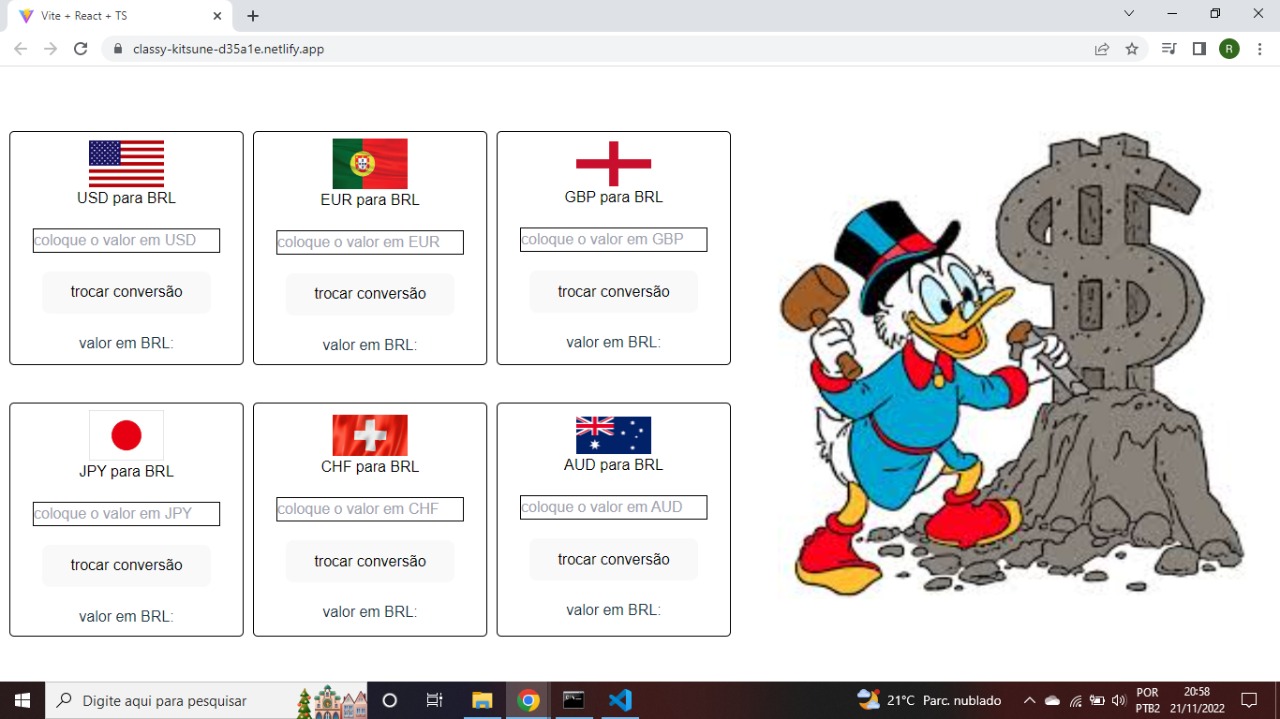 Vite + React + TS
classy-kitsune-d35a1e.netlify.app
R
USD para BRL
coloque o valor em USD
trocar conversão
valor em BRL:
EUR para BRL
coloque o valor em EUR
trocar conversão
valor em BRL:
GBP para BRL
coloque o valor em GBP
trocar conversão
valor em BRL:
JPY para BRL
coloque o valor em JPY
trocar conversão
valor em BRL:
CHF para BRL
coloque o valor em CHF
trocar conversão
valor em BRL:
AUD para BRL
coloque o valor em AUD
trocar conversão
valor em BRL:
Digite aqui para pesquisar
21°C Parc. nublado
POR
PTB2
20:58
21/11/2022